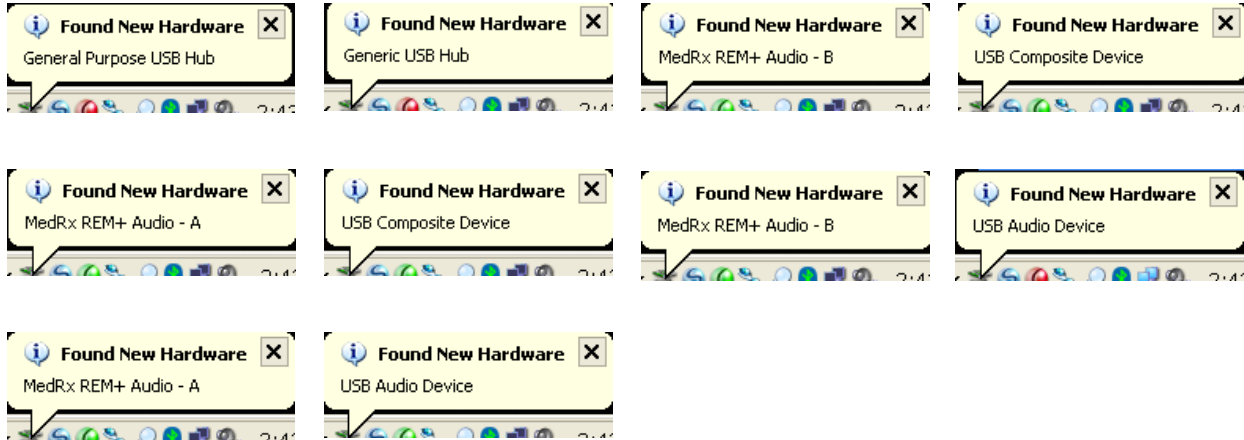 Found New Hardware
General Purpose USB Hub
Found New Hardware
Generic USB Hub
Found New Hardware
MedRx REM+ Audio - B
Found New Hardware
USB Composite Device
Found New Hardware
MedRx REM+ Audio - A
Found New Hardware
USB Composite Device
Found New Hardware
MedRx REM+ Audio - B
Found New Hardware
USB Audio Device
Found New Hardware
MedRx REM+ Audio - A
Found New Hardware
USB Audio Device